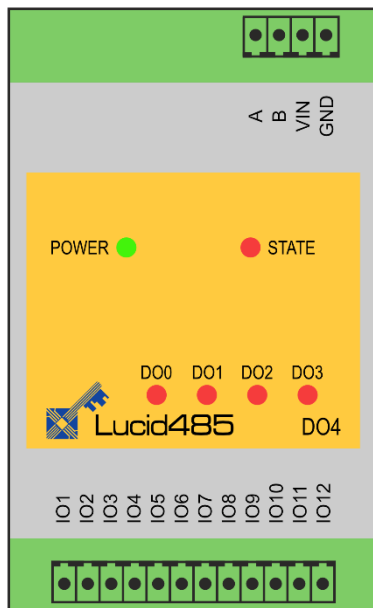 A
B
VIN
GND
POWER
STATE
DO0 DO1 DO2 DO3
Lucid485
DO4
IO1
IO2
IO3
IO4
IO5
IO6
IO7
IO8
IO9
IO10
IO11
IO12